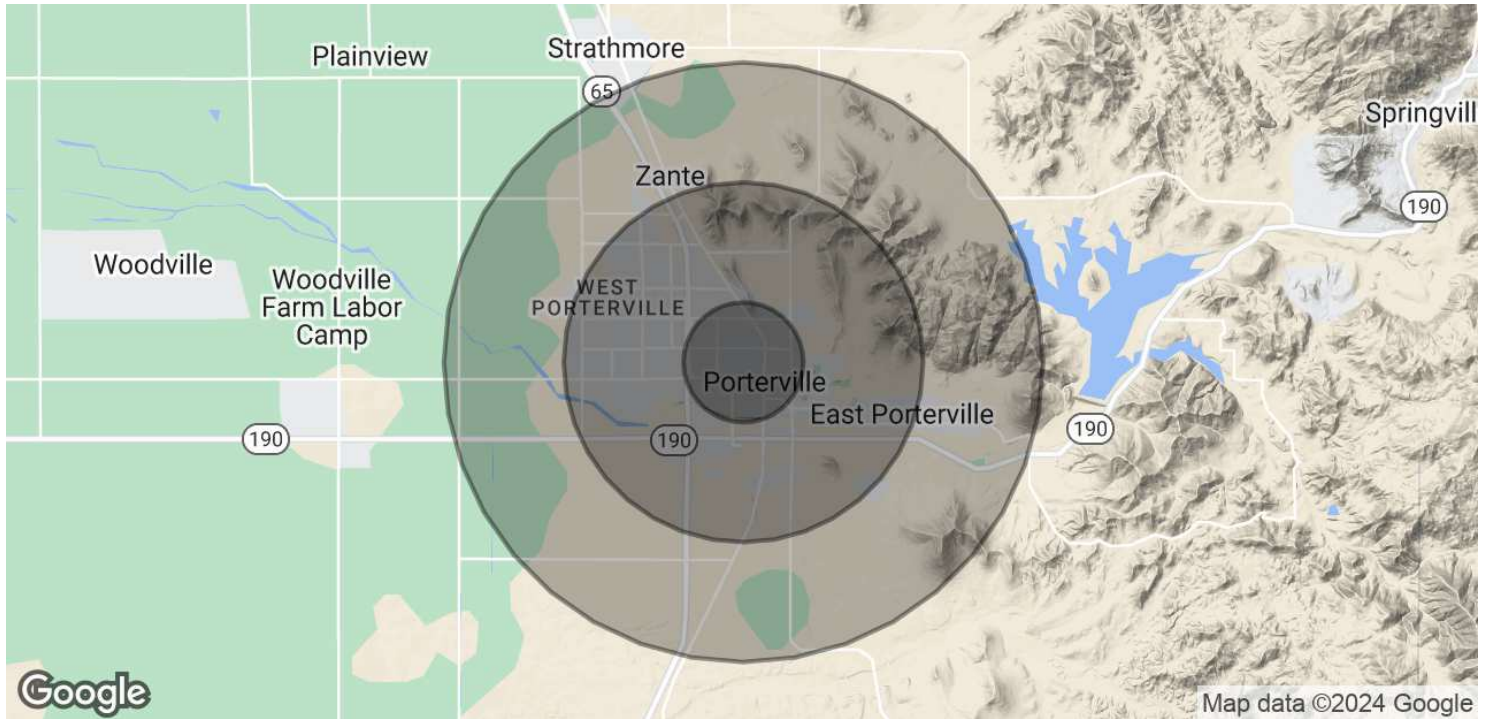 Plainview
Strathmore
65
Springvill
Zante
190
Woodville
Woodville
Farm Labor
Camp
WEST
PORTERVILLE
Porterville
East Porterville
190
190
190
Google
Map data ©2024 Google